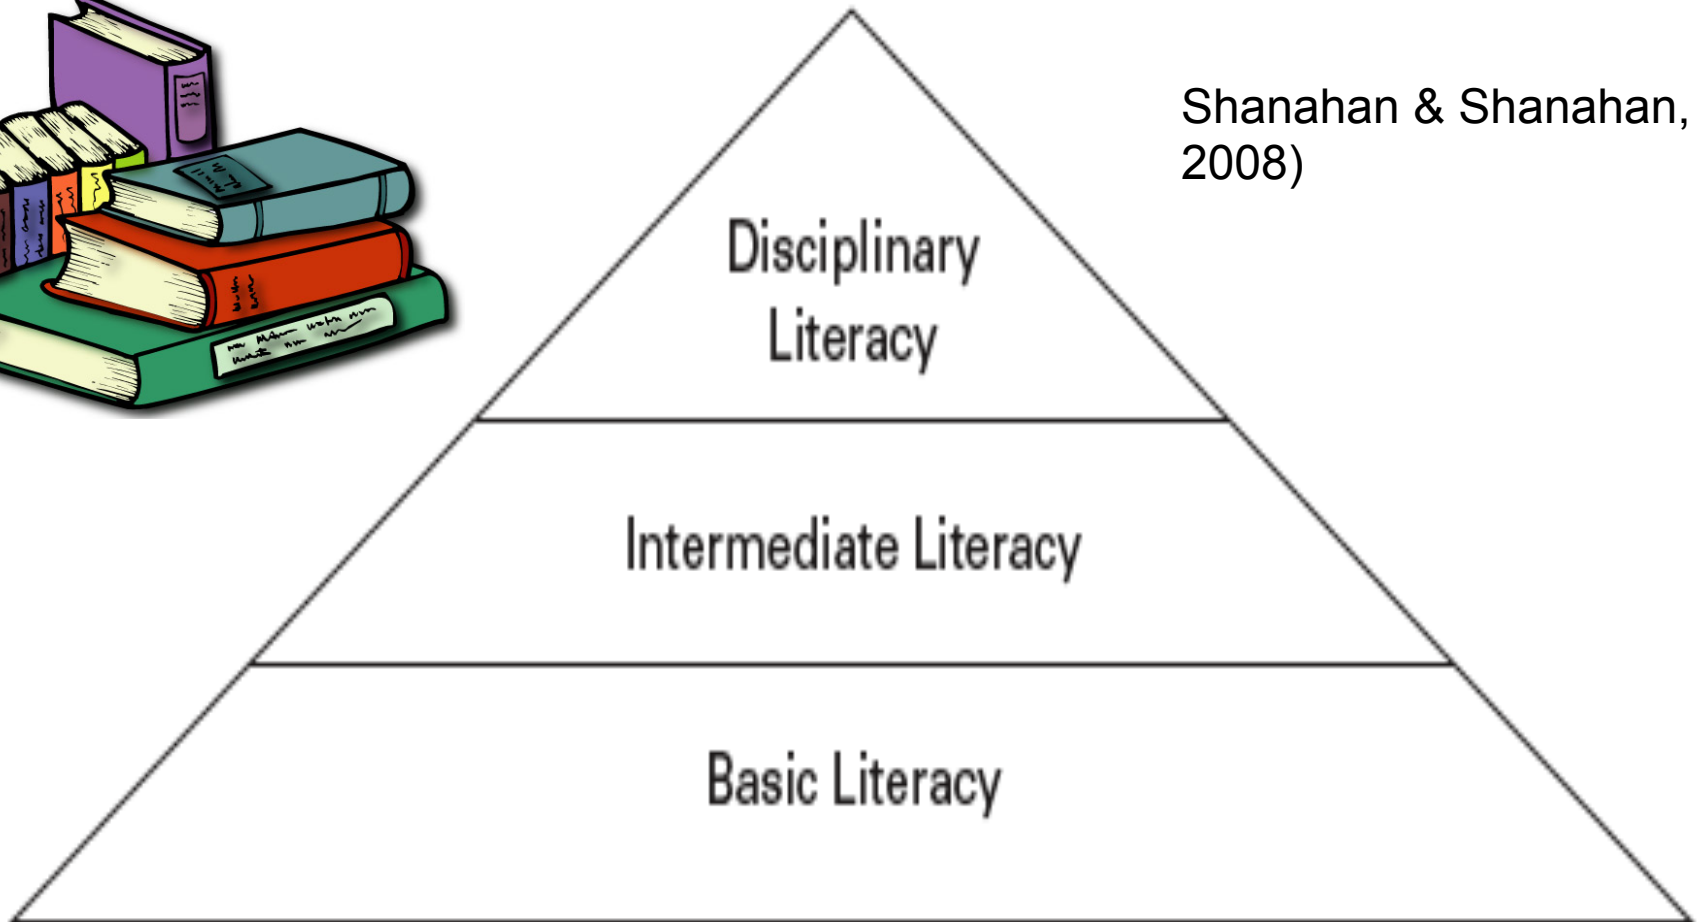 Shanahan & Shanahan,
2008)
Disciplinary
Literacy
Intermediate Literacy
Basic Literacy